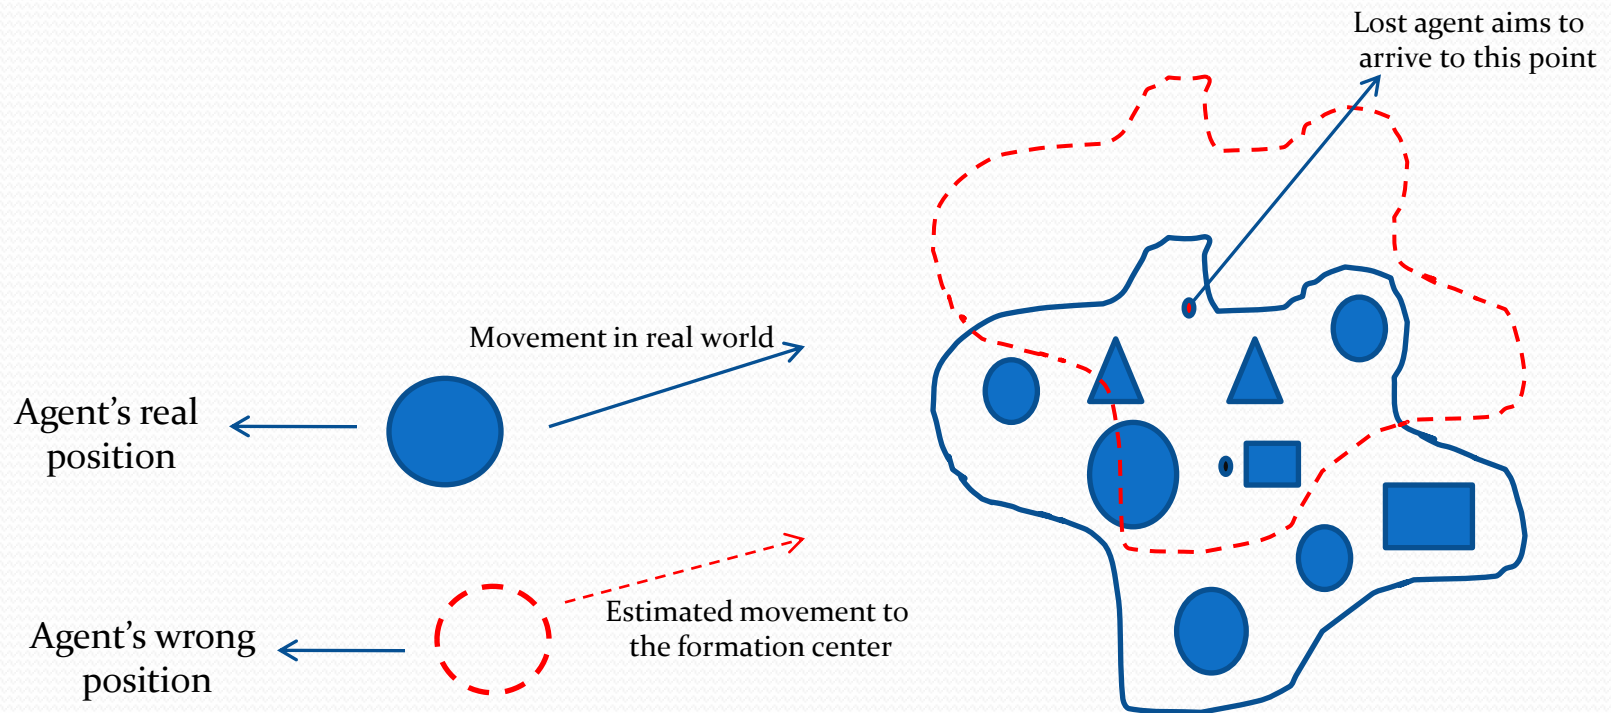 Lost agent aims to
arrive to this point
Movement in real world
Agent’s real
position
Estimated movement to
the formation center
Agent’s wrong
position